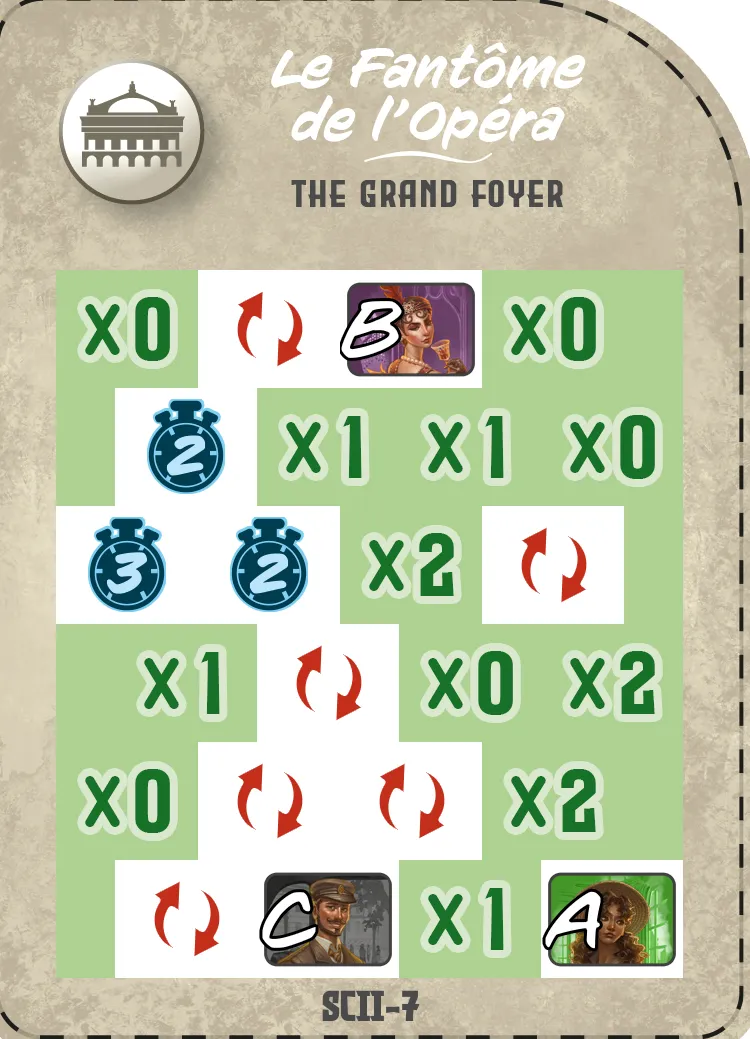 Le Fantôme
de l'Opéra
THE GRAND FOYER
X0 B X0
2 X1 X1 X0
3 2 X2
X1 X0 X2
X0 X2
C X1 A
SCII-7